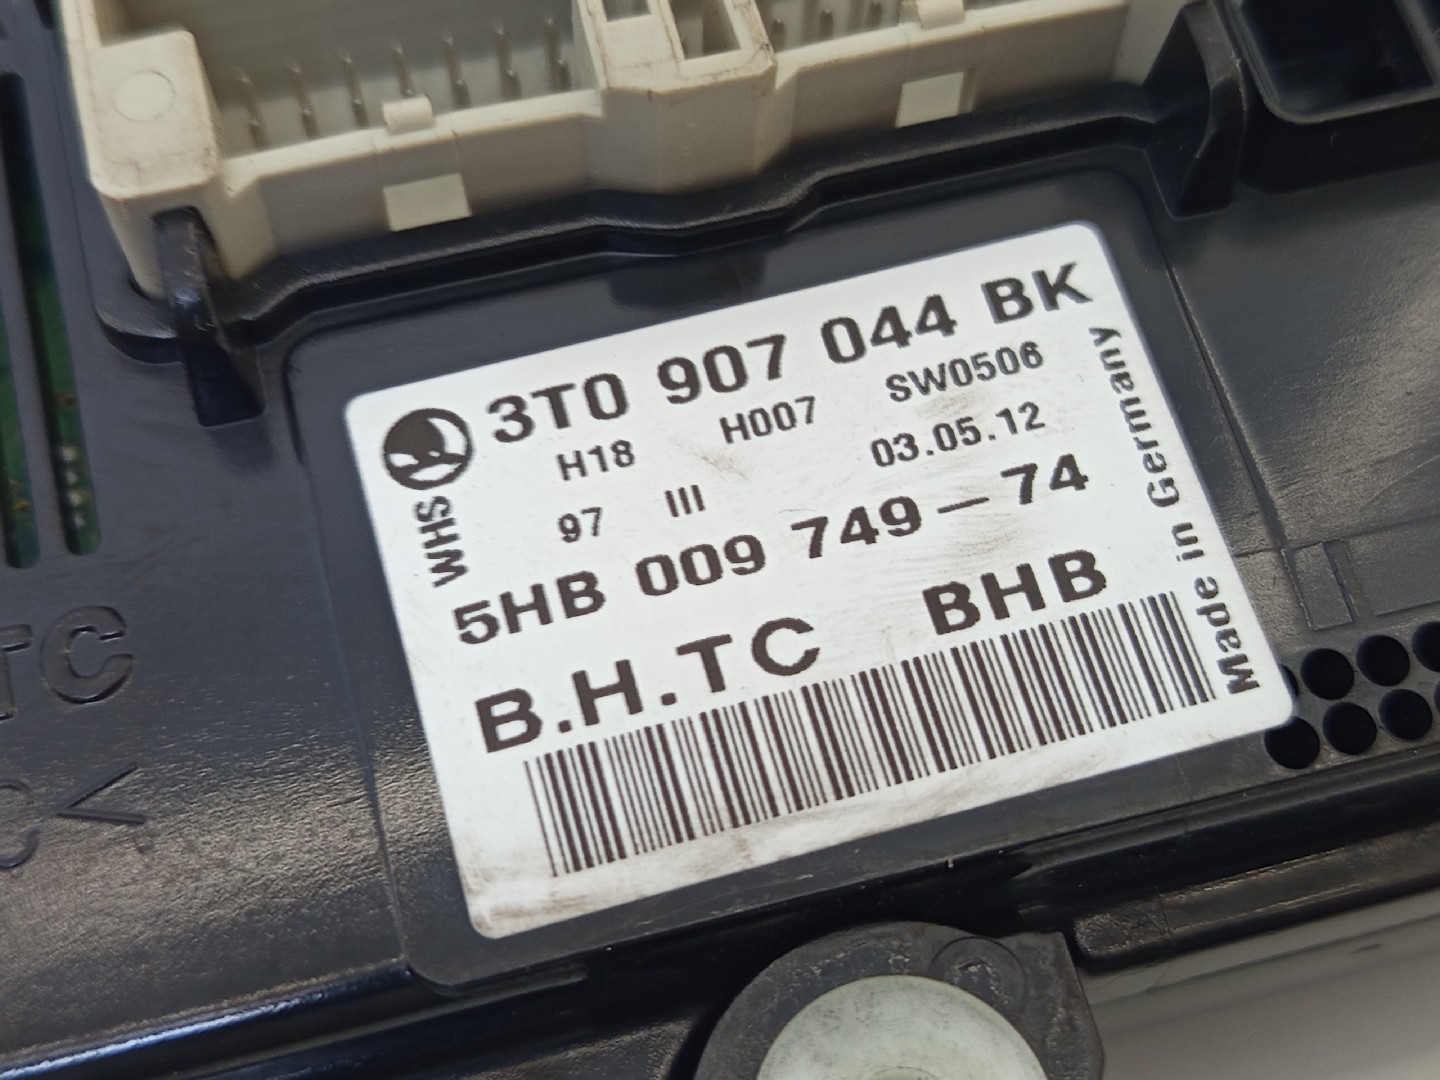 3T0 907 044 BK
H18 H007 SW0506
97 III 03.05.12
WHS
5HB 009 749-74
B.H.TC BHB
Made in Germany
TC
C<